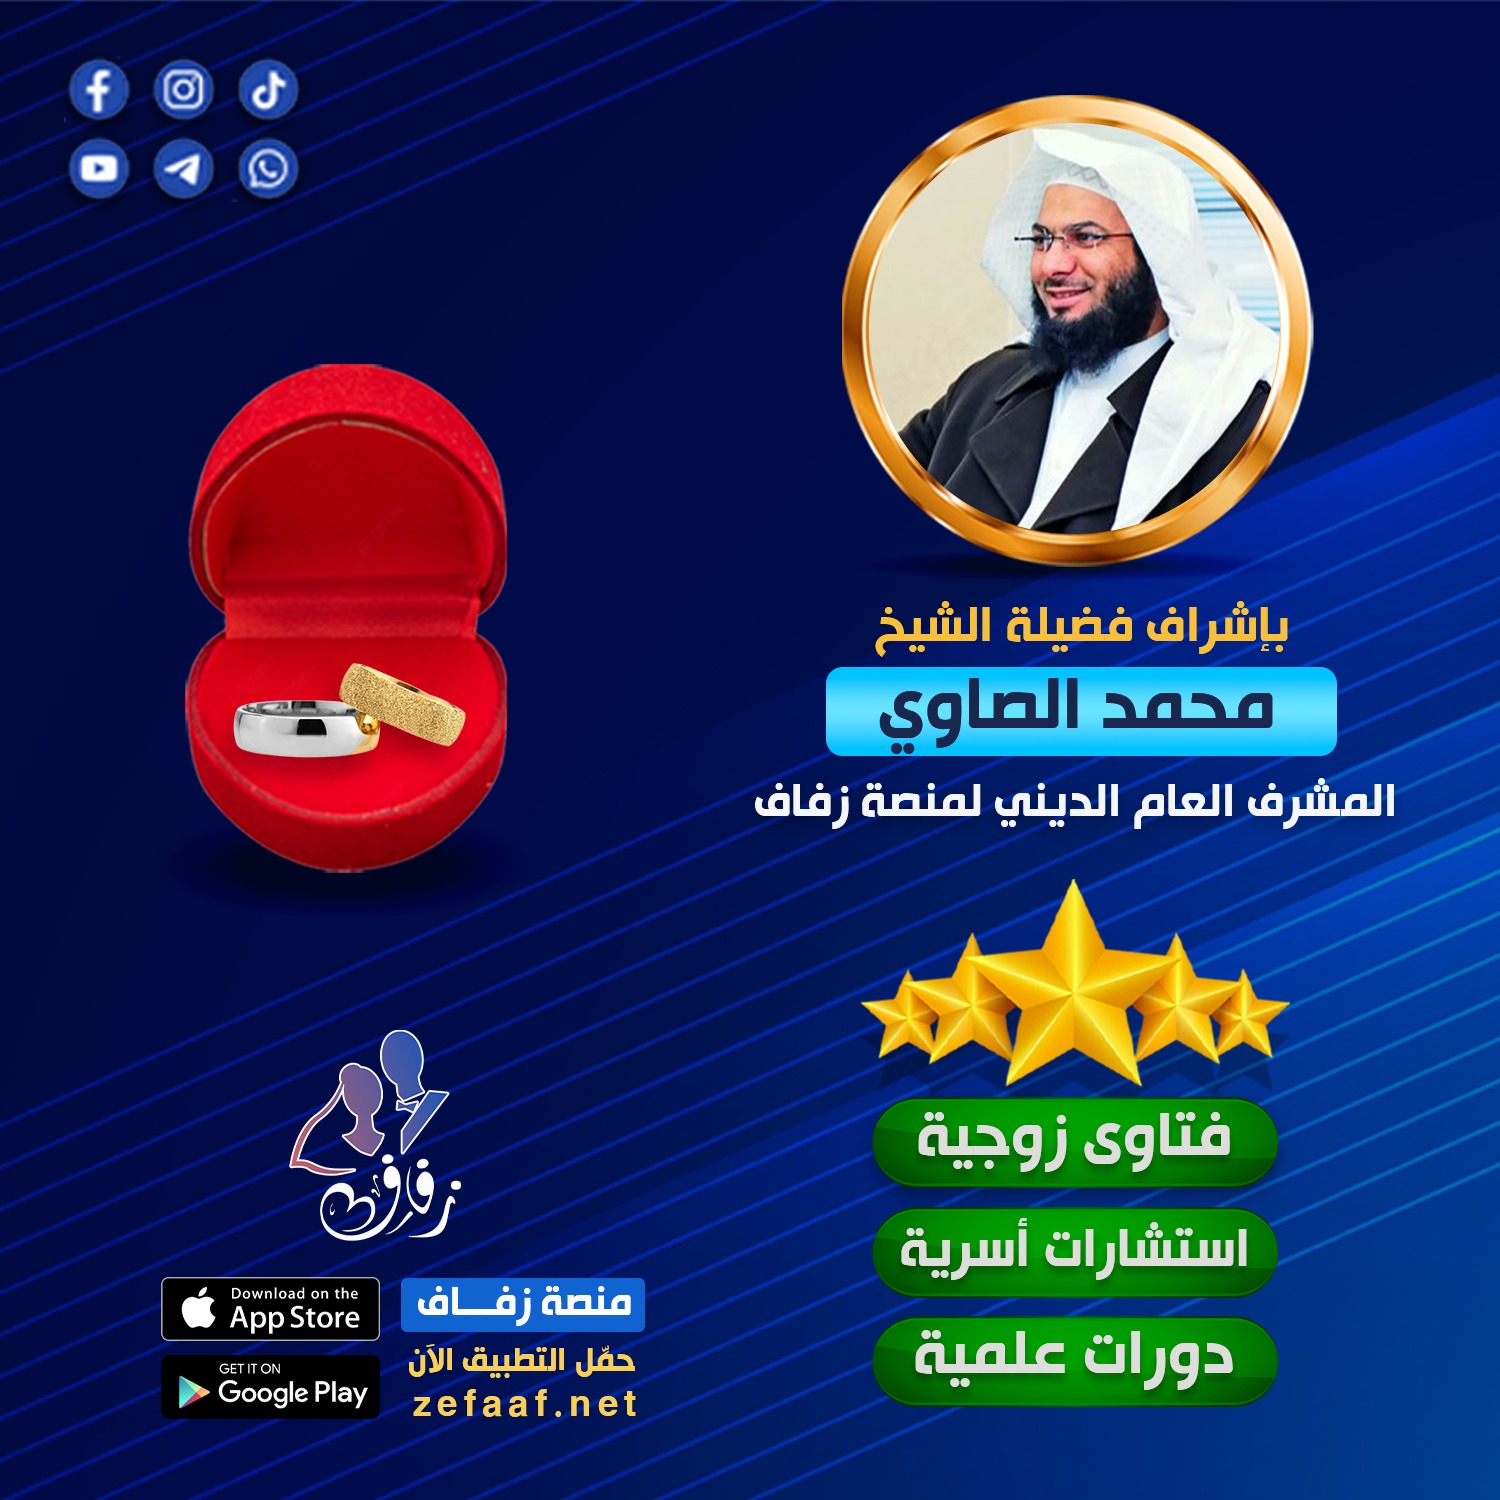 بإشراف فضيلة الشيخ
محمد الصاوي
المشرف العام الديني لمنصة زفاف
فتاوى زوجية
استشارات أسرية
دورات علمية
زفاف
منصة زفـــاف
حمّل التطبيق الآن
zefaaf.net
Download on the
App Store
GET IT ON
Google Play